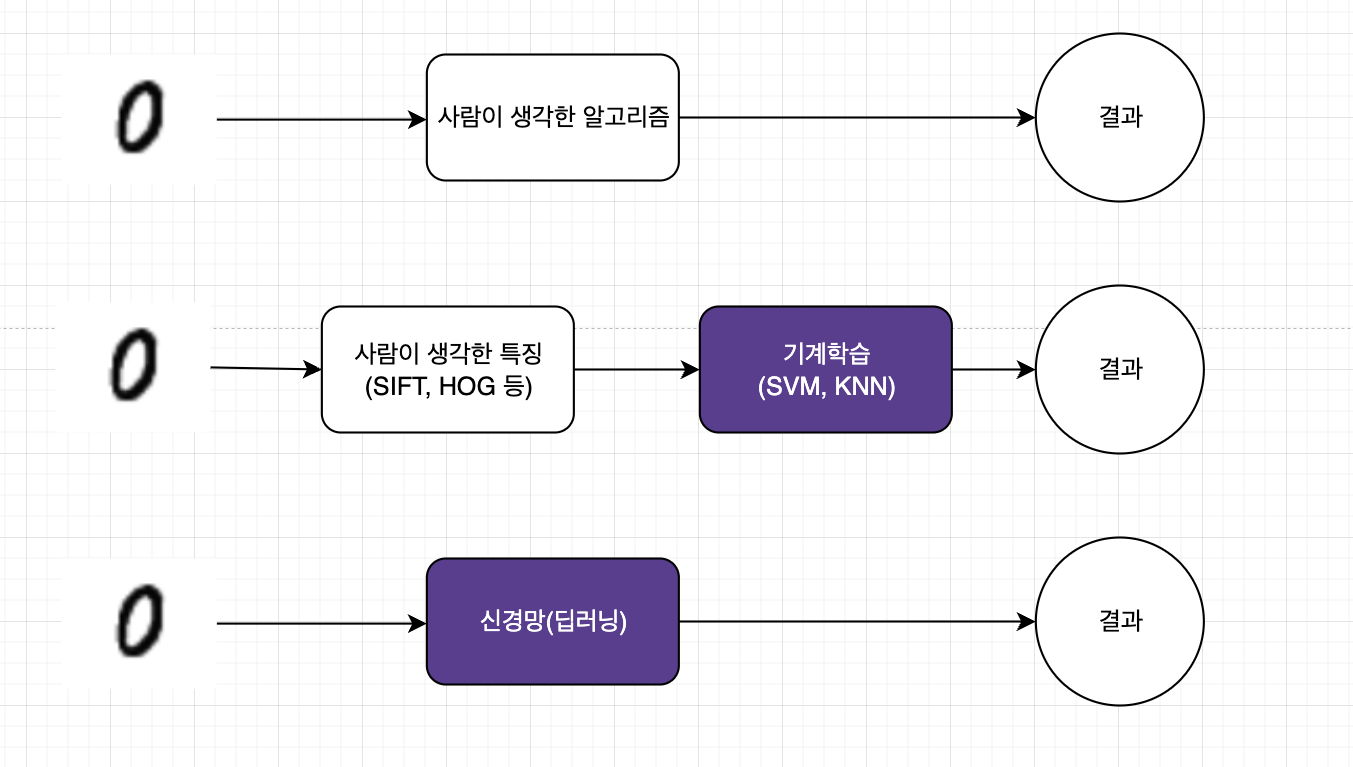 0
사람이 생각한 알고리즘
결과
0
사람이 생각한 특징
(SIFT, HOG 등)
기계학습
(SVM, KNN)
결과
0
신경망(딥러닝)
결과